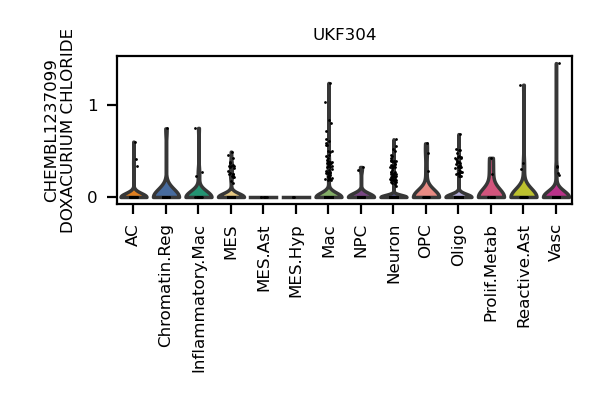 UKF304
CHEMBL1237099
DOXACURIUM CHLORIDE
1
0
AC
Chromatin.Reg
Inflammatory.Mac
MES
MES.Ast
MES.Hyp
Mac
NPC
Neuron
OPC
Oligo
Prolif.Metab
Reactive.Ast
Vasc